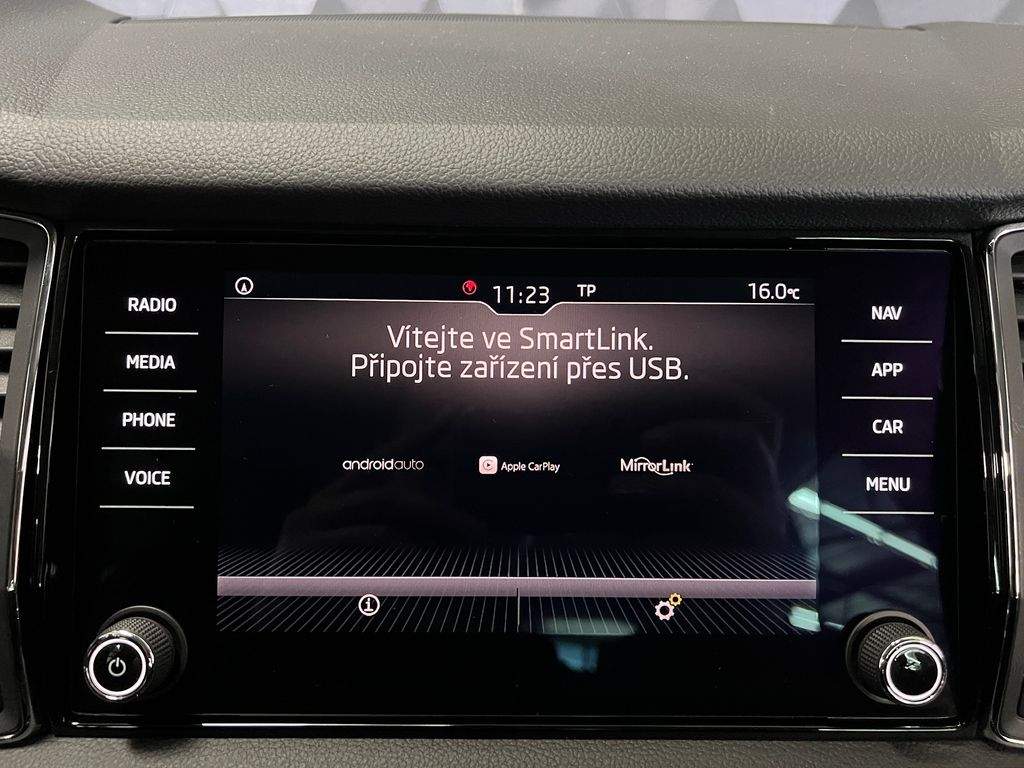 RADIO
MEDIA
PHONE
VOICE
11:23 TP 16.0°C
Vítejte ve SmartLink.
Připojte zařízení přes USB.
androidauto Apple CarPlay MirrorLink
NAV
APP
CAR
MENU